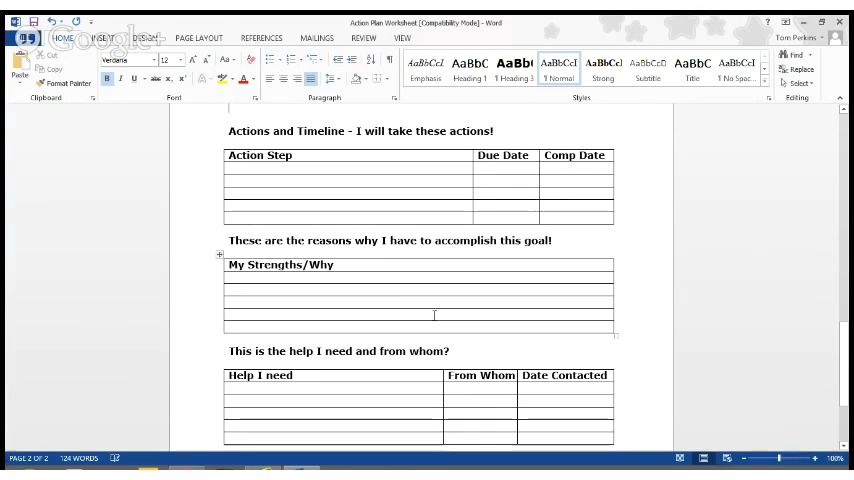 Action Plan Worksheet [Compatibility Mode] - Word
Tom Perkins
Google+
HOME INSERT DESIGN PAGE LAYOUT REFERENCES MAILINGS REVIEW VIEW
Paste
Cut
Copy
Format Painter
Clipboard
Verdana 12
Font
Paragraph
AaBbCcI AaBbC AaBb( AaBbCcI AaBbCcl AaBbCcD AaBbC AaBbCcI
Emphasis Heading 1 ¶ Heading 3 ¶ Normal Strong Subtitle Title ¶ No Spac...
Styles
Find
Replace
Select
Editing
Actions and Timeline - I will take these actions!
Action Step Due Date Comp Date
These are the reasons why I have to accomplish this goal!
My Strengths/Why
This is the help I need and from whom?
Help I need From Whom Date Contacted
PAGE 2 OF 2 124 WORDS
100%